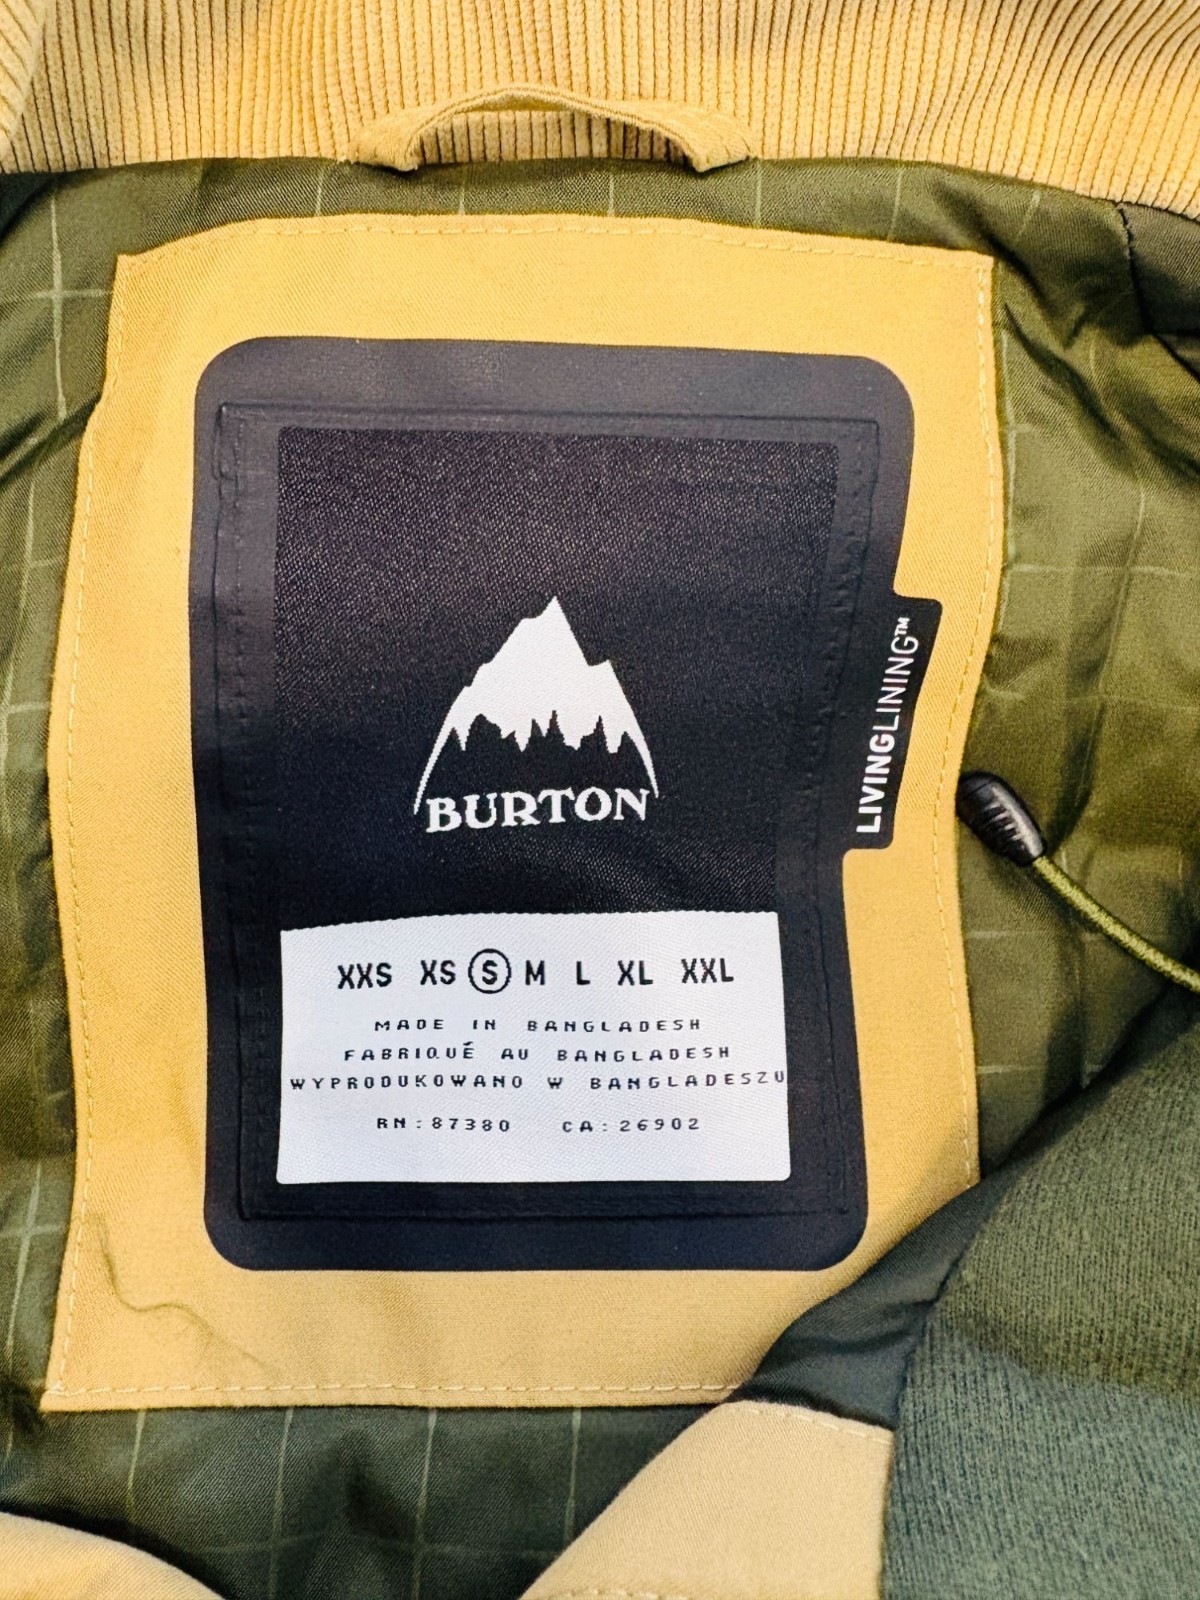 BURTON
LIVINGLINING™
XXS XS S M L XL XXL
MADE IN BANGLADESH
FABRIQUÉ AU BANGLADESH
WYPRODUKOWANO W BANGLADESZU
RN:87380 CA:26902